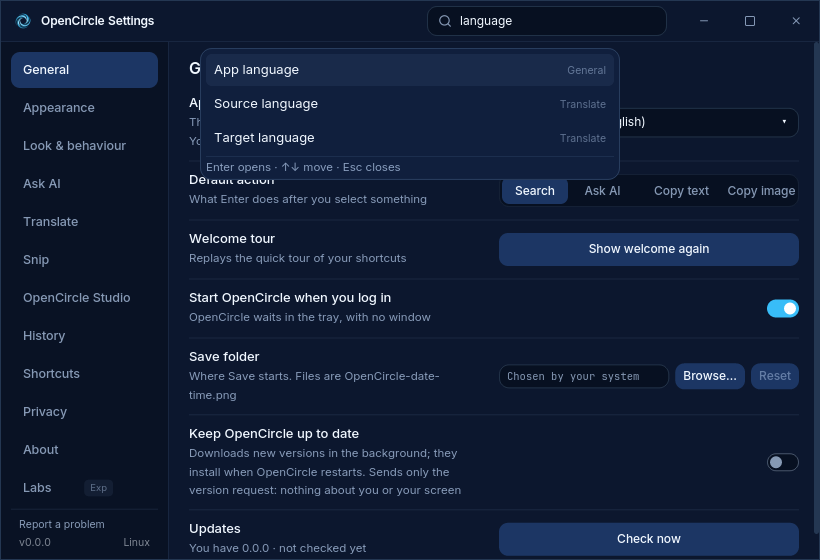 OpenCircle Settings
language
General
Appearance
Look & behaviour
Ask AI
Translate
Snip
OpenCircle Studio
History
Shortcuts
Privacy
About
Labs Exp
Report a problem
v0.0.0 Linux
App language General
Source language Translate
Target language Translate
Enter opens · ↑↓ move · Esc closes
glish)
Default action
What Enter does after you select something
Search Ask AI Copy text Copy image
Welcome tour
Replays the quick tour of your shortcuts
Show welcome again
Start OpenCircle when you log in
OpenCircle waits in the tray, with no window
Save folder
Where Save starts. Files are OpenCircle-date-
time.png
Chosen by your system Browse... Reset
Keep OpenCircle up to date
Downloads new versions in the background; they
install when OpenCircle restarts. Sends only the
version request: nothing about you or your screen
Updates
You have 0.0.0 · not checked yet
Check now